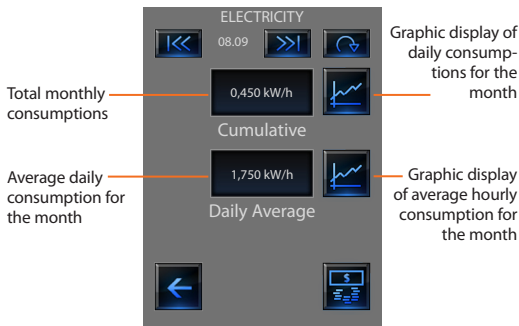 ELECTRICITY
08.09
Graphic display of
daily consump-
tions for the
month
Total monthly
consumptions
0,450 kW/h
Cumulative
Average daily
consumption for
the month
1,750 kW/h
Daily Average
Graphic display
of average hourly
consumption for
the month
$